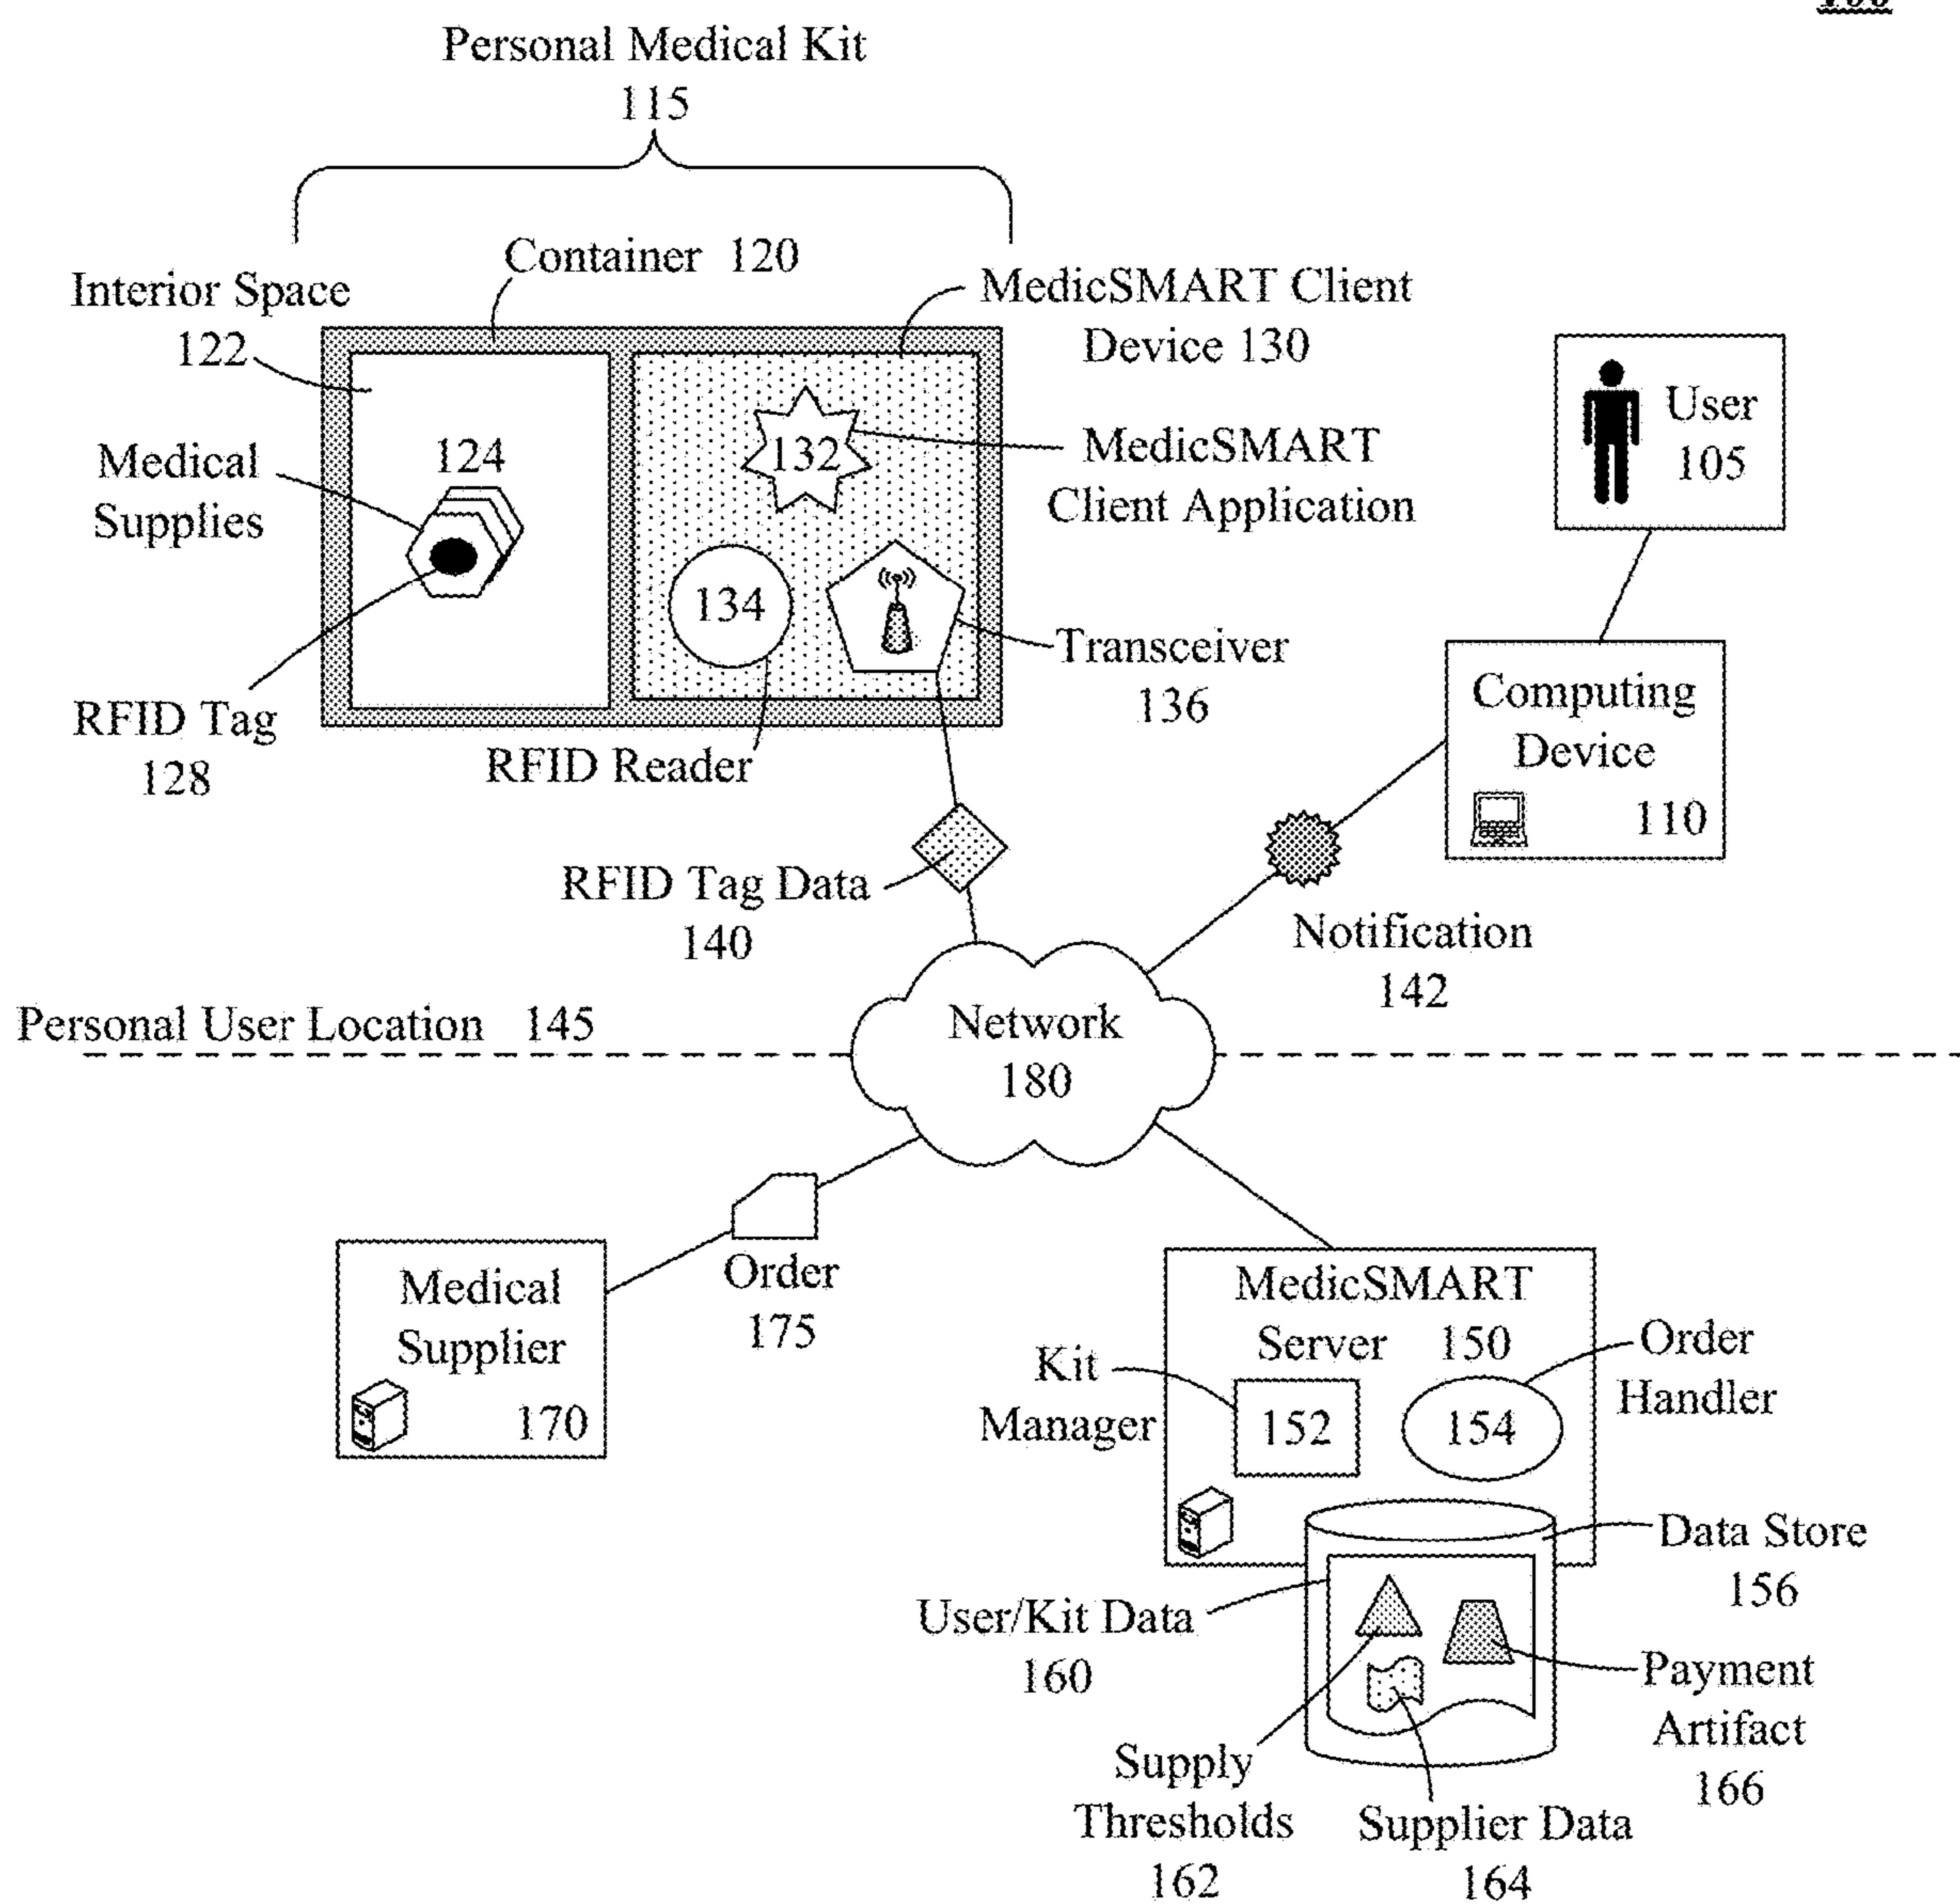 Personal Medical Kit
115
Container 120
Interior Space
122
MedicSMART Client
Device 130
Medical
Supplies
124
132
MedicSMART
Client Application
User
105
134
Transceiver
136
RFID Tag
128
RFID Reader
Computing
Device
110
RFID Tag Data
140
Notification
142
Personal User Location 145
Network
180
Medical
Supplier
170
Order
175
MedicSMART
Server 150
Kit
Manager
152
154
Order
Handler
Data Store
156
User/Kit Data
160
Payment
Artifact
166
Supply
Thresholds
162
Supplier Data
164